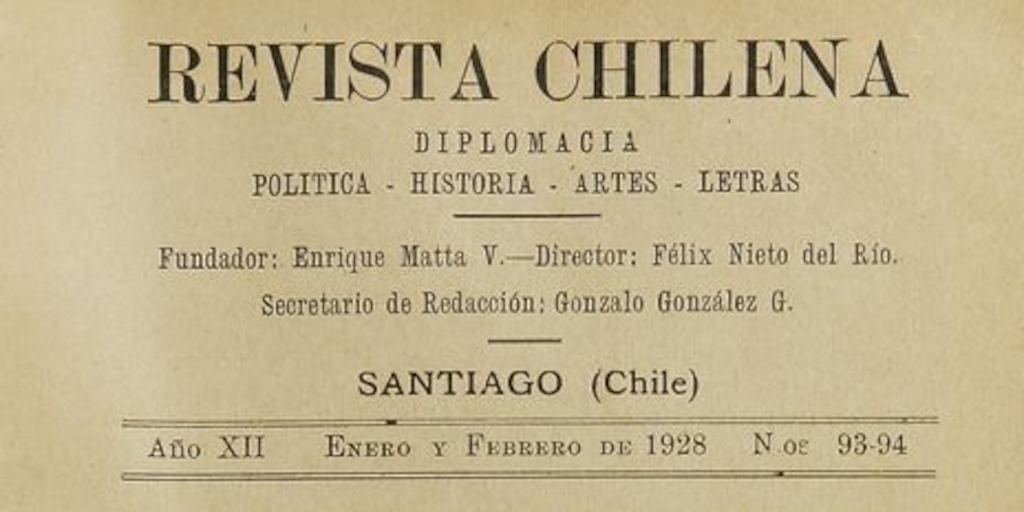 REVISTA CHILENA
DIPLOMACIA
POLITICA - HISTORIA - ARTES - LETRAS
Fundador: Enrique Matta V.—Director: Félix Nieto del Río.
Secretario de Redacción: Gonzalo González G.
SANTIAGO (Chile)
Año XII ENERO Y FEBRERO DE 1928 N.os 93-94